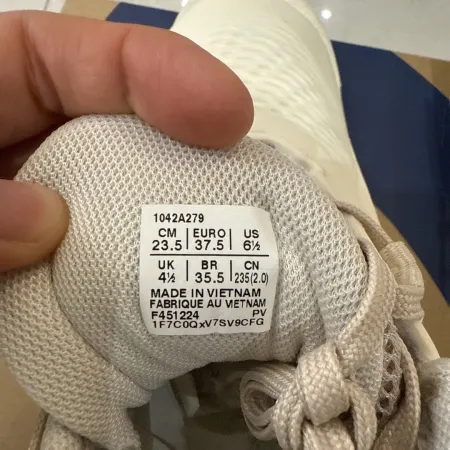 1042A279
CM EURO US
23.5 37.5 6½
UK BR CN
4½ 35.5 235(2.0)
MADE IN VIETNAM
FABRIQUE AU VIETNAM
F451224 PV
1F7C0QxV7SV9CFG